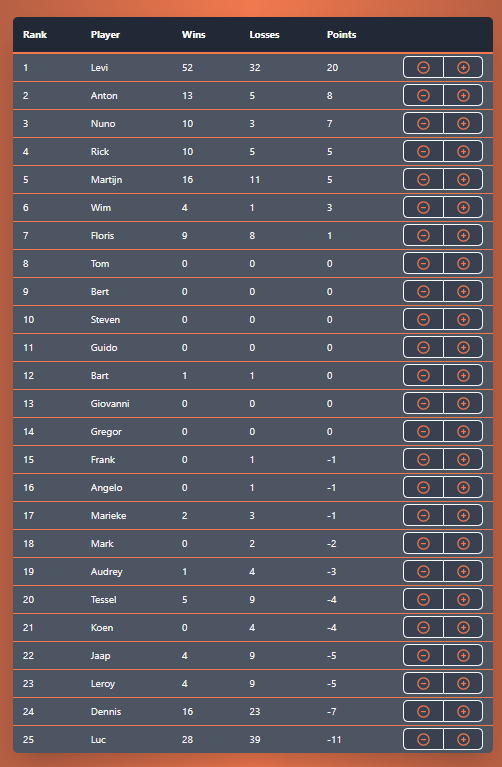 Rank Player Wins Losses Points
1 Levi 52 32 20
2 Anton 13 5 8
3 Nuno 10 3 7
4 Rick 10 5 5
5 Martijn 16 11 5
6 Wim 4 1 3
7 Floris 9 8 1
8 Tom 0 0 0
9 Bert 0 0 0
10 Steven 0 0 0
11 Guido 0 0 0
12 Bart 1 1 0
13 Giovanni 0 0 0
14 Gregor 0 0 0
15 Frank 0 1 -1
16 Angelo 0 1 -1
17 Marieke 2 3 -1
18 Mark 0 2 -2
19 Audrey 1 4 -3
20 Tessel 5 9 -4
21 Koen 0 4 -4
22 Jaap 4 9 -5
23 Leroy 4 9 -5
24 Dennis 16 23 -7
25 Luc 28 39 -11